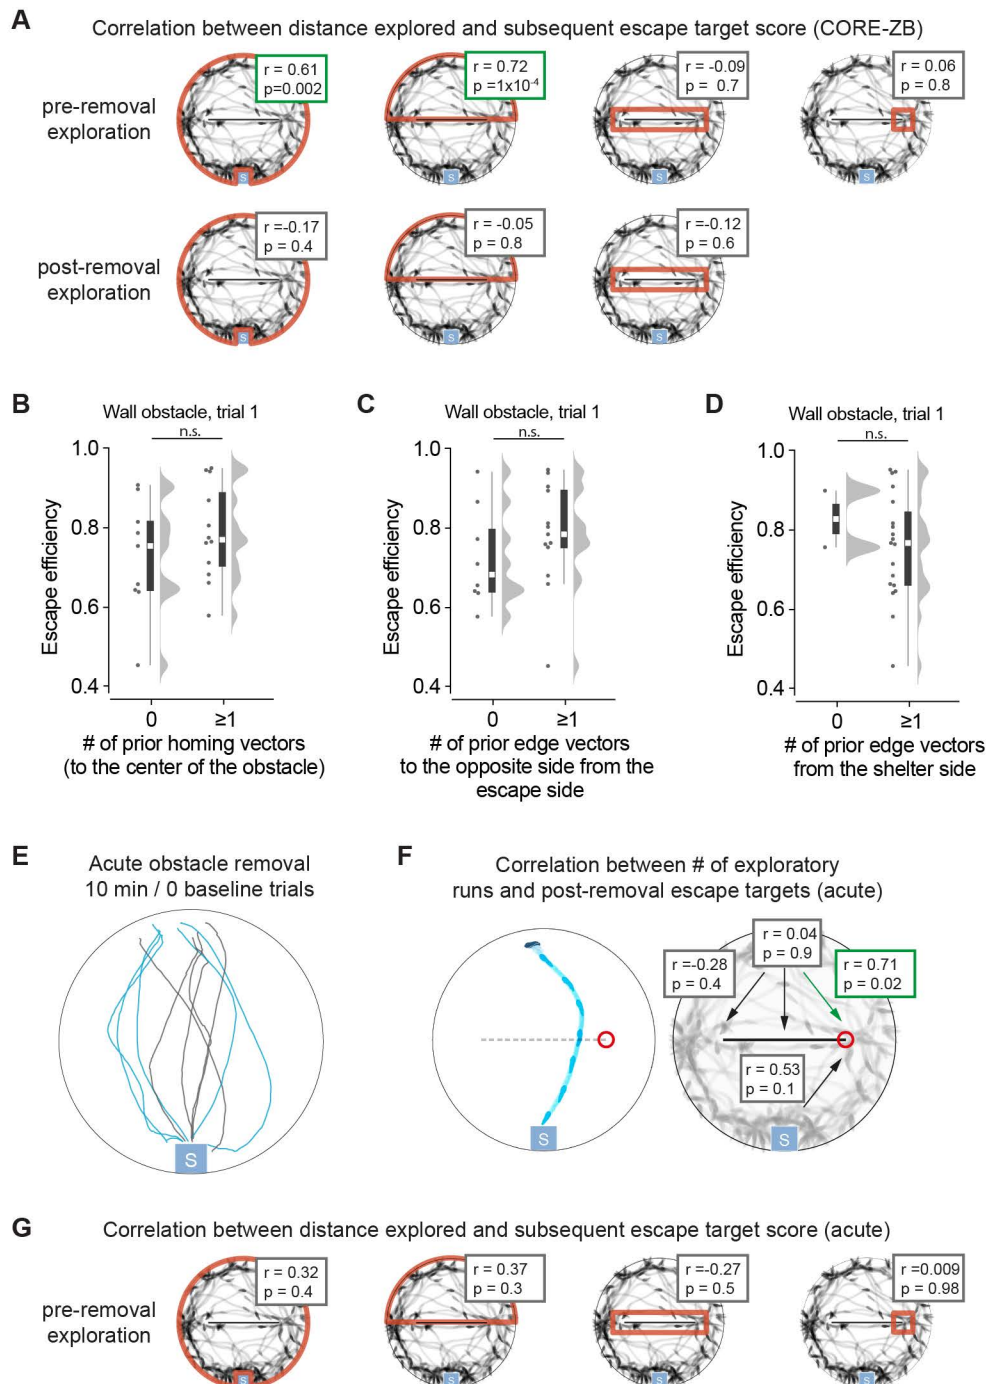 A
Correlation between distance explored and subsequent escape target score (CORE-ZB)
pre-removal
exploration
r = 0.61
p=0.002
S
r = 0.72
p =1x10⁻⁴
S
r = -0.09
p = 0.7
S
r = 0.06
p = 0.8
S
post-removal
exploration
r =-0.17
p = 0.4
S
r = -0.05
p = 0.8
S
r =-0.12
p = 0.6
S
B
Wall obstacle, trial 1
n.s.
1.0
0.8
0.6
0.4
Escape efficiency
0
≥1
# of prior homing vectors
(to the center of the obstacle)
C
Wall obstacle, trial 1
n.s.
1.0
0.8
0.6
0.4
Escape efficiency
0
≥1
# of prior edge vectors
to the opposite side from the
escape side
D
Wall obstacle, trial 1
n.s.
1.0
0.8
0.6
0.4
Escape efficiency
0
≥1
# of prior edge vectors
from the shelter side
E
Acute obstacle removal
10 min / 0 baseline trials
S
F
Correlation between # of exploratory
runs and post-removal escape targets (acute)
S
r =-0.28
p = 0.4
r = 0.04
p = 0.9
r = 0.71
p = 0.02
r = 0.53
p = 0.1
S
G
Correlation between distance explored and subsequent escape target score (acute)
pre-removal
exploration
r = 0.32
p = 0.4
S
r = 0.37
p = 0.3
S
r =-0.27
p = 0.5
S
r =0.009
p = 0.98
S